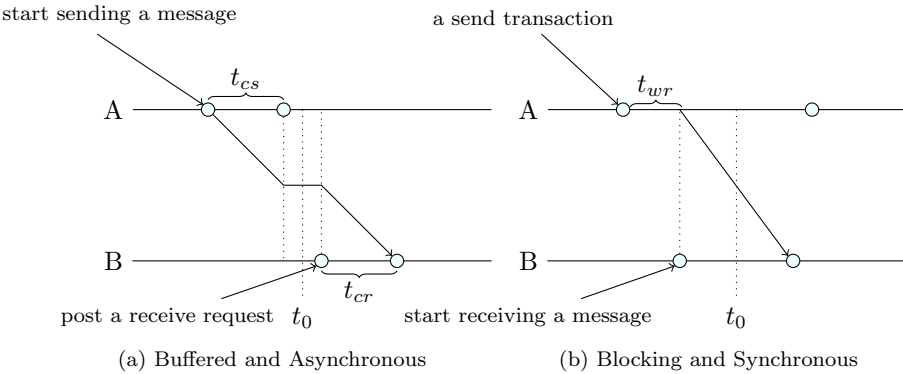 start sending a message
a send transaction
t_cs
t_wr
A
A
B
B
t_cr
post a receive request
t_0
start receiving a message
t_0
(a) Buffered and Asynchronous
(b) Blocking and Synchronous